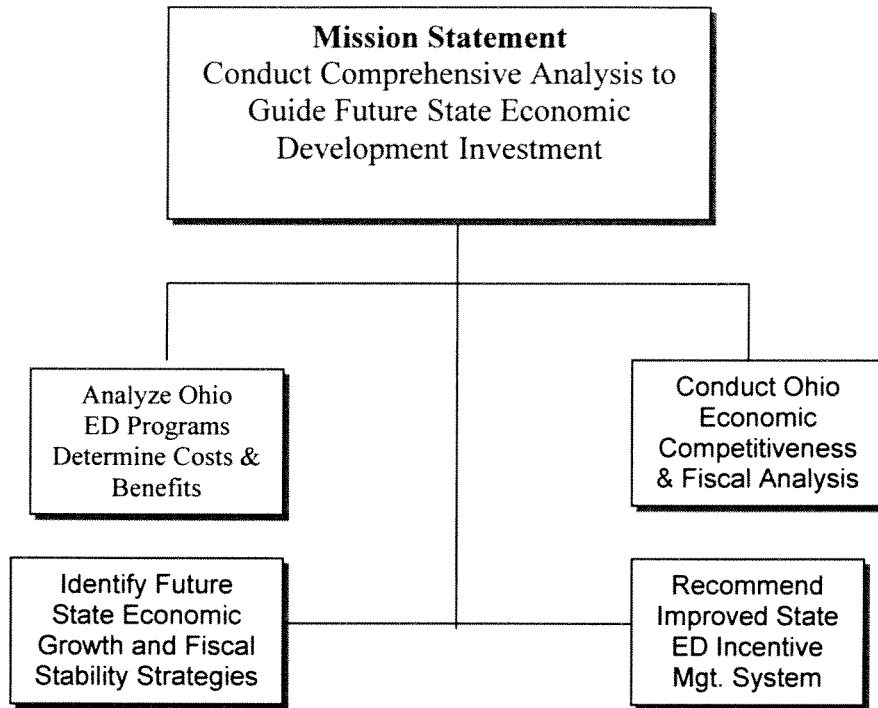 Mission Statement
Conduct Comprehensive Analysis to
Guide Future State Economic
Development Investment
Analyze Ohio
ED Programs
Determine Costs &
Benefits
Conduct Ohio
Economic
Competitiveness
& Fiscal Analysis
Identify Future
State Economic
Growth and Fiscal
Stability Strategies
Recommend
Improved State
ED Incentive
Mgt. System